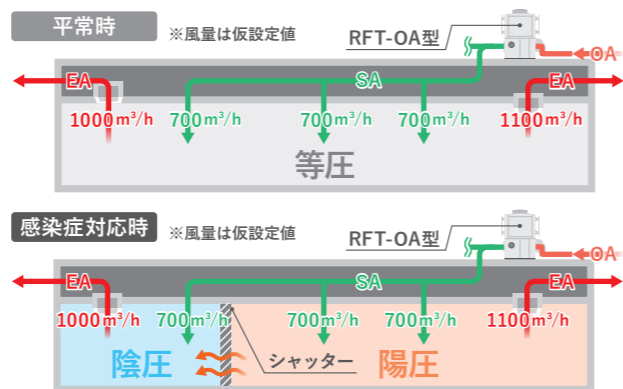 平常時
※風量は仮設定値
RFT-OA型
OA
EA
SA
EA
1000m³/h
700m³/h
700m³/h
700m³/h
1100m³/h
等圧
感染症対応時
※風量は仮設定値
RFT-OA型
OA
EA
SA
EA
1000m³/h
700m³/h
700m³/h
700m³/h
1100m³/h
陰圧
シャッター
陽圧